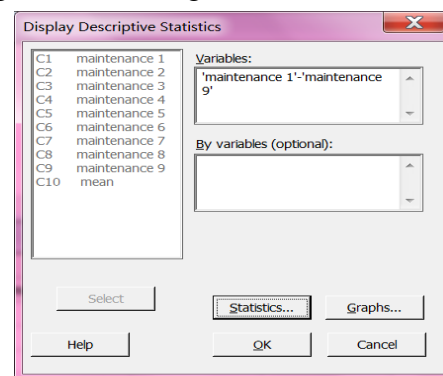 Display Descriptive Statistics
X
C1 maintenance 1
C2 maintenance 2
C3 maintenance 3
C4 maintenance 4
C5 maintenance 5
C6 maintenance 6
C7 maintenance 7
C8 maintenance 8
C9 maintenance 9
C10 mean
Variables:
'maintenance 1'-'maintenance
9'
By variables (optional):
Select
Statistics...
Graphs...
Help
OK
Cancel